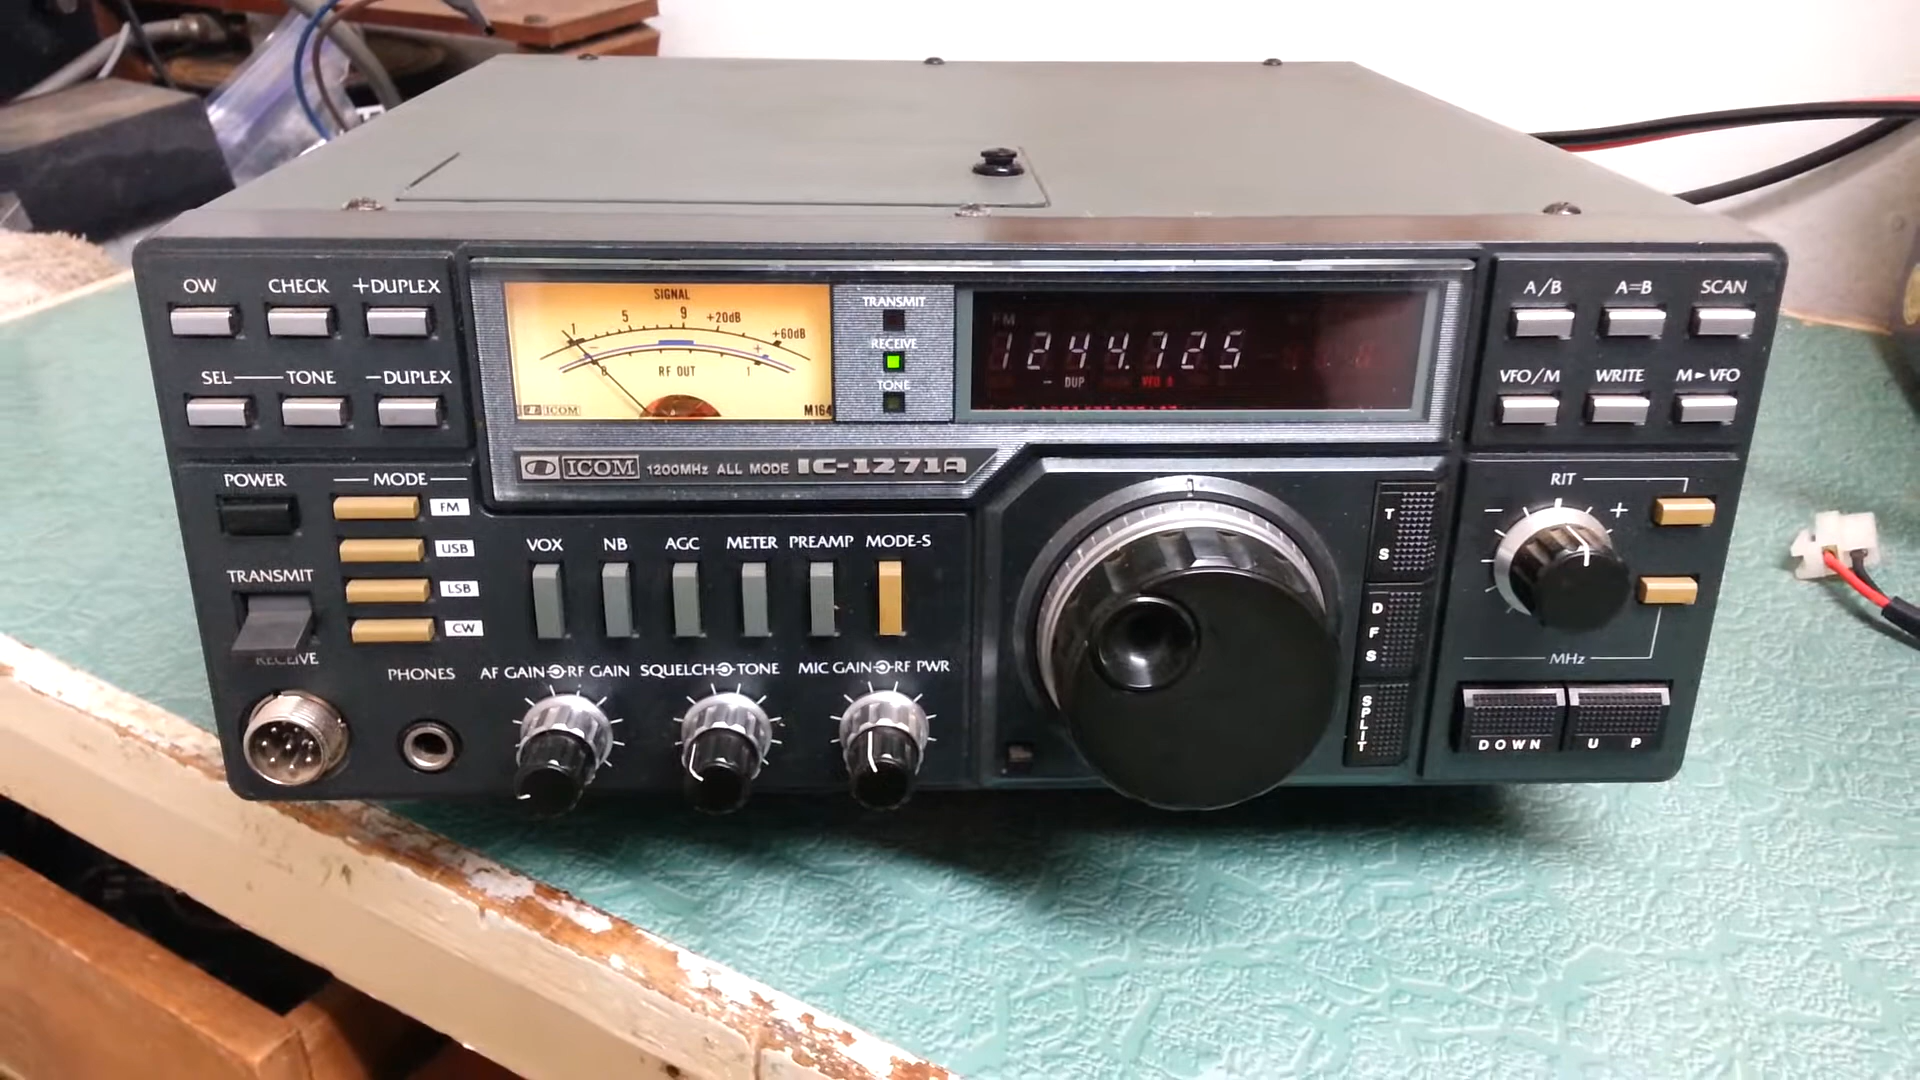 OW CHECK +DUPLEX
SEL TONE -DUPLEX
POWER
MODE
FM
USB
LSB
CW
TRANSMIT
RECEIVE
PHONES
SIGNAL
1 5 9 +20dB +60dB
- +
RF OUT
1
ICOM
M164
TRANSMIT
RECEIVE
TONE
FM
1244.725
- DUP
ICOM 1200MHz ALL MODE IC-1271A
VOX NB AGC METER PREAMP MODE-S
AF GAIN RF GAIN SQUELCH TONE MIC GAIN RF PWR
TS
DFS
SPLIT
A/B A=B SCAN
VFO/M WRITE M►VFO
RIT
- +
MHz
DOWN UP